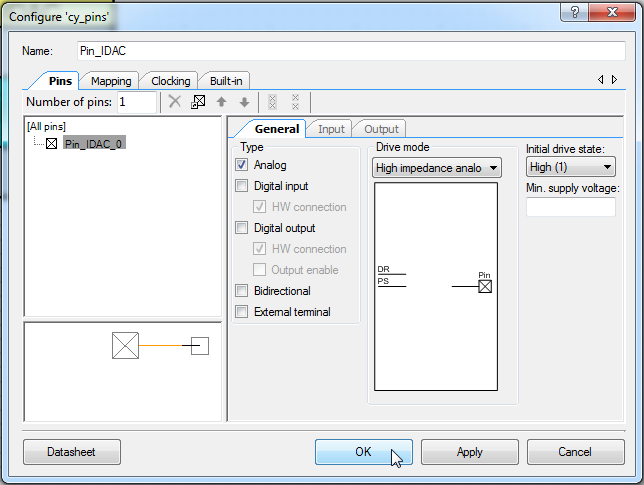 Configure 'cy_pins'
Name: Pin_IDAC
Pins Mapping Clocking Built-in
Number of pins: 1
[All pins]
Pin_IDAC_0
General Input Output
Type
Analog
Digital input
HW connection
Digital output
HW connection
Output enable
Bidirectional
External terminal
Drive mode
High impedance analo
DR
PS
Pin
Initial drive state:
High (1)
Min. supply voltage:
Datasheet OK Apply Cancel